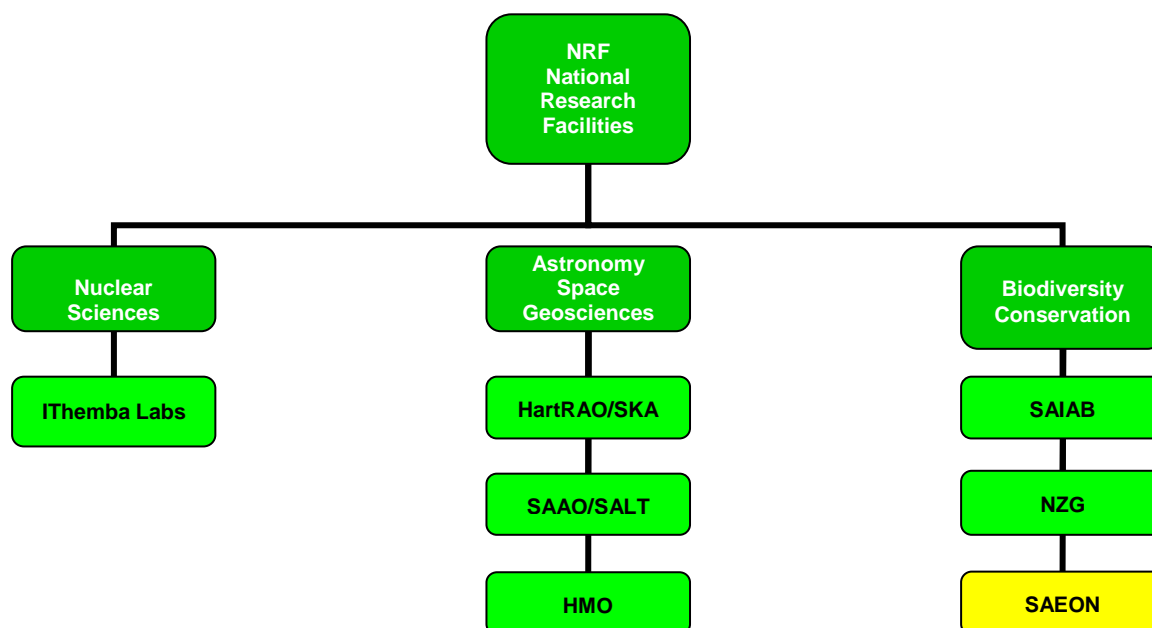 NRF
National
Research
Facilities
Nuclear
Sciences
Astronomy
Space
Geosciences
Biodiversity
Conservation
IThemba Labs
HartRAO/SKA
SAIAB
SAAO/SALT
NZG
HMO
SAEON